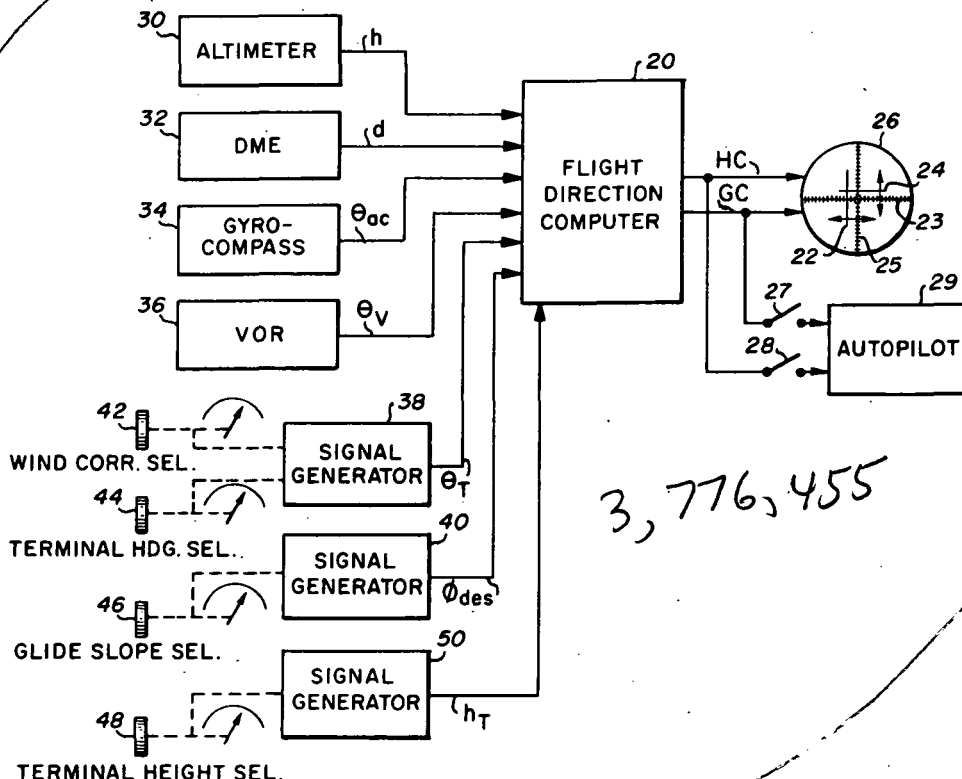 30
ALTIMETER
h
32
DME
d
34
GYRO-
COMPASS
θac
36
VOR
θV
20
FLIGHT
DIRECTION
COMPUTER
HC
GC
26
24
23
22
25
27
28
29
AUTOPILOT
42
WIND CORR. SEL.
44
TERMINAL HDG. SEL.
38
SIGNAL
GENERATOR
θT
46
GLIDE SLOPE SEL.
40
SIGNAL
GENERATOR
φdes
48
TERMINAL HEIGHT SEL.
50
SIGNAL
GENERATOR
hT
3,776,455